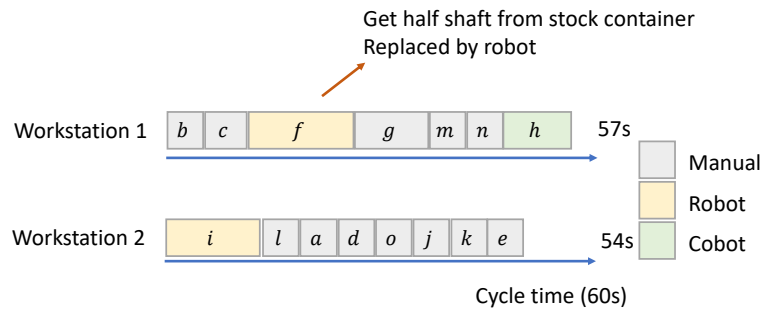 Get half shaft from stock container
Replaced by robot
Workstation 1
b c f g m n h
57s
Manual
Robot
Workstation 2
i l a d o j k e
54s
Cobot
Cycle time (60s)